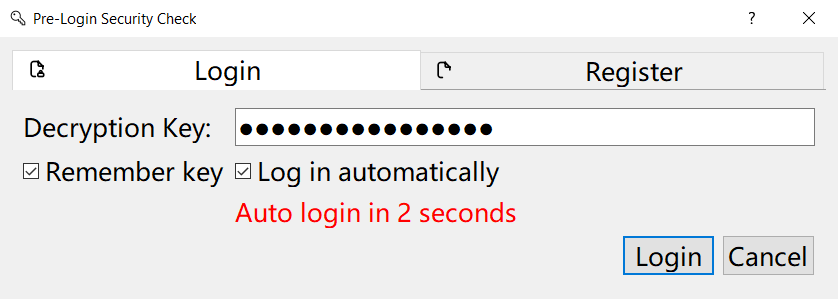 Pre-Login Security Check ?
Login Register
Decryption Key: ●●●●●●●●●●●●●●●●
Remember key Log in automatically
Auto login in 2 seconds
Login Cancel